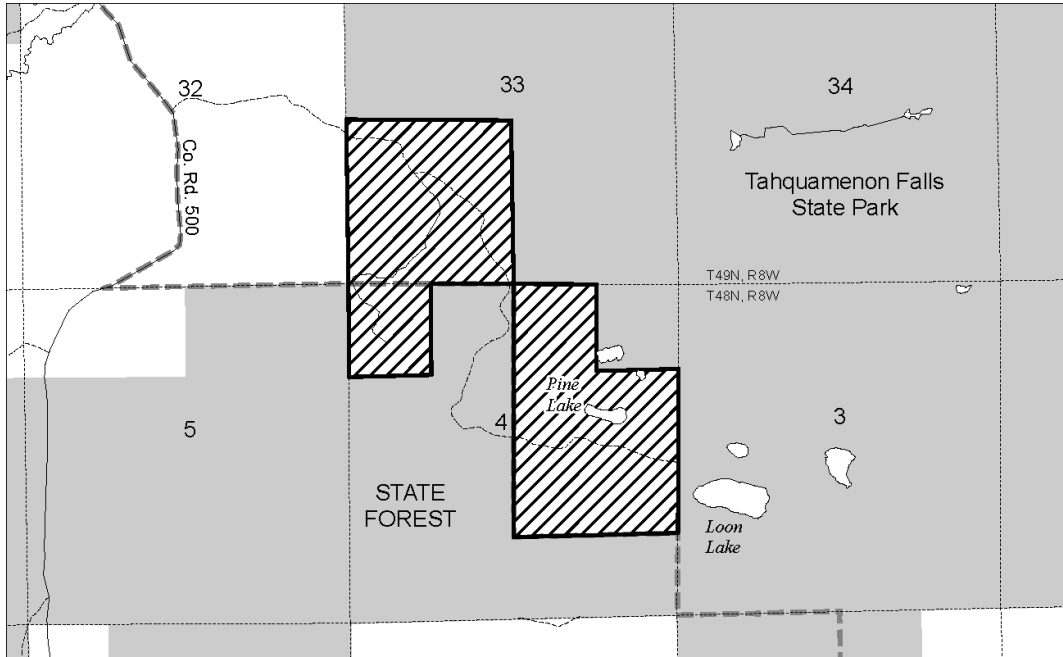 32
33
34
Co. Rd. 500
Tahquamenon Falls
State Park
T49N, R8W
T48N, R8W
Pine
Lake
5
4
3
STATE
FOREST
Loon
Lake